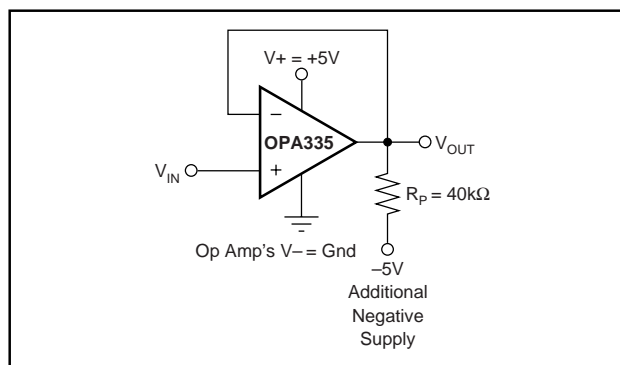 V+ = +5V
−
OPA335
V_OUT
V_IN
+
R_P = 40kΩ
Op Amp's V− = Gnd
−5V
Additional
Negative
Supply